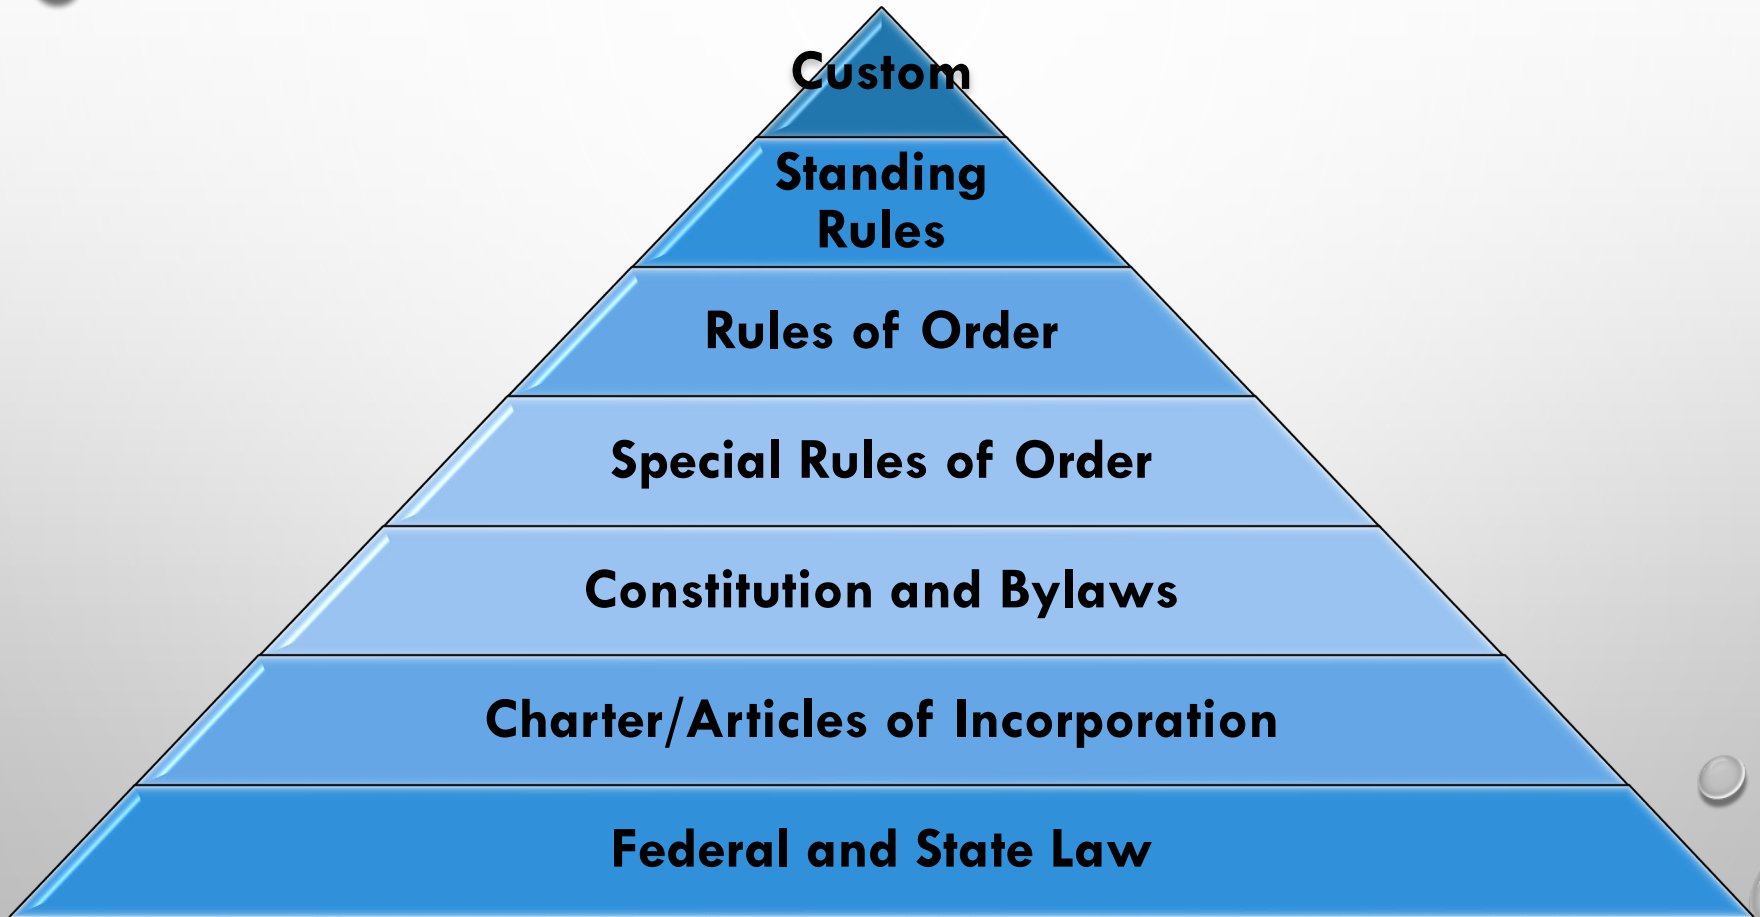 Custom
Standing
Rules
Rules of Order
Special Rules of Order
Constitution and Bylaws
Charter/Articles of Incorporation
Federal and State Law